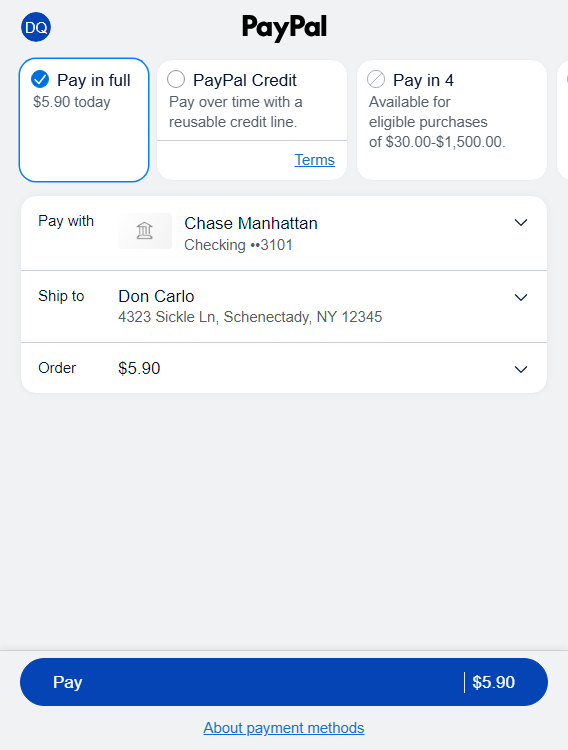 DQ
PayPal
Pay in full
$5.90 today
PayPal Credit
Pay over time with a
reusable credit line.
Terms
Pay in 4
Available for
eligible purchases
of $30.00-$1,500.00.
Pay with
Chase Manhattan
Checking ••3101
Ship to
Don Carlo
4323 Sickle Ln, Schenectady, NY 12345
Order
$5.90
Pay
$5.90
About payment methods